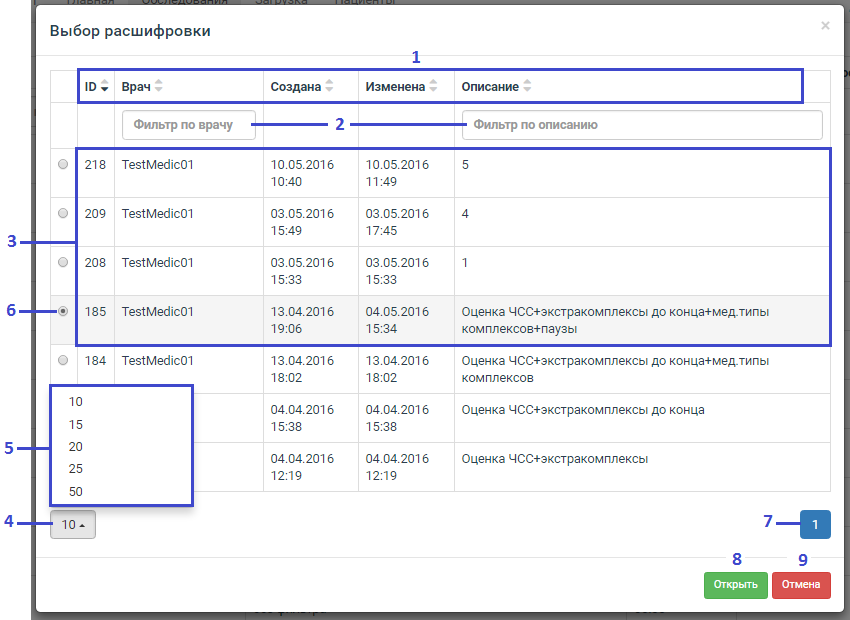 Главная Обследования Загрузка Пациенты
Выбор расшифровки ×
1
ID Врач Создана Изменена Описание
Фильтр по врачу 2 Фильтр по описанию
218 TestMedic01 10.05.2016 10.05.2016 5
10:40 11:49
209 TestMedic01 03.05.2016 03.05.2016 4
15:49 17:45
3
208 TestMedic01 03.05.2016 03.05.2016 1
15:33 15:33
6 185 TestMedic01 13.04.2016 04.05.2016 Оценка ЧСС+экстракомплексы до конца+мед.типы
19:06 15:34 комплексов+паузы
184 TestMedic01 13.04.2016 13.04.2016 Оценка ЧСС+экстракомплексы до конца+мед.типы
18:02 18:02 комплексов
10 04.04.2016 04.04.2016 Оценка ЧСС+экстракомплексы до конца
15 15:38 15:38
5 20
25 04.04.2016 04.04.2016 Оценка ЧСС+экстракомплексы
50 12:19 12:19
4 10 7 1
8 9
Открыть Отмена